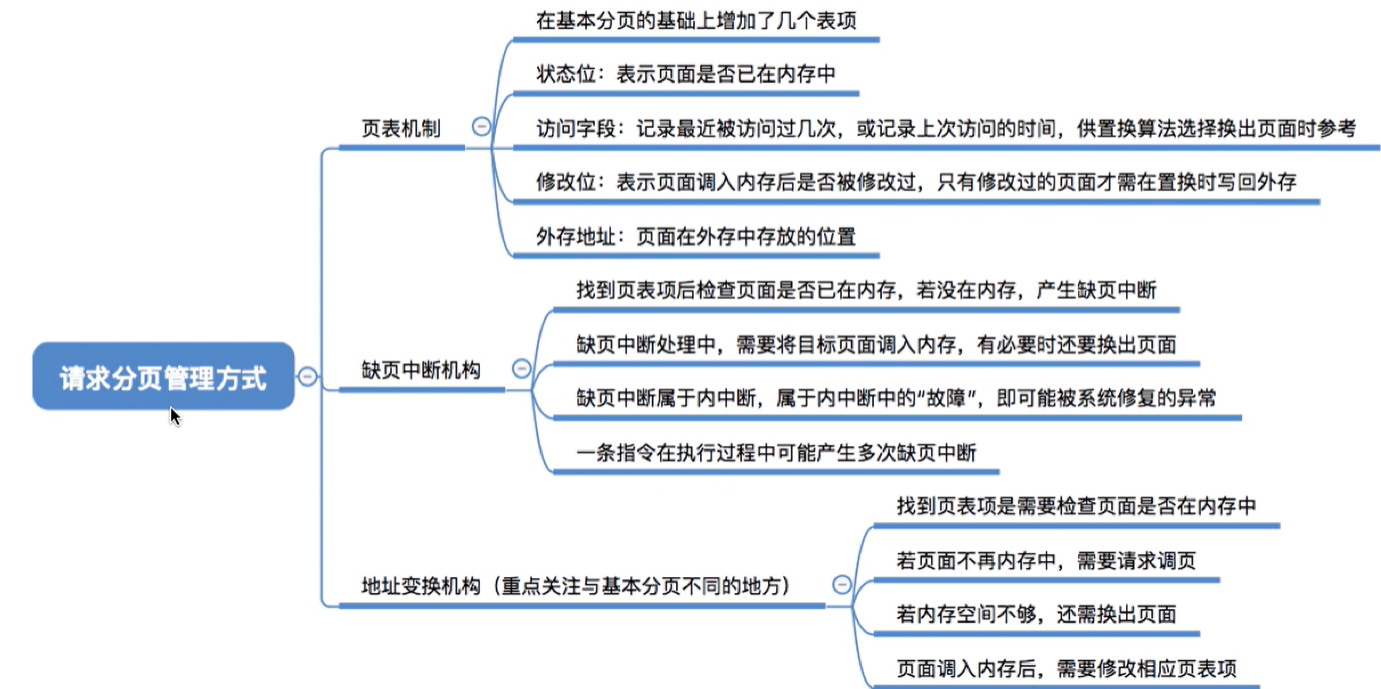 请求分页管理方式
页表机制
在基本分页的基础上增加了几个表项
状态位：表示页面是否已在内存中
访问字段：记录最近被访问过几次，或记录上次访问的时间，供置换算法选择换出页面时参考
修改位：表示页面调入内存后是否被修改过，只有修改过的页面才需在置换时写回外存
外存地址：页面在外存中存放的位置
缺页中断机构
找到页表项后检查页面是否已在内存，若没在内存，产生缺页中断
缺页中断处理中，需要将目标页面调入内存，有必要时还要换出页面
缺页中断属于内中断，属于内中断中的“故障”，即可能被系统修复的异常
一条指令在执行过程中可能产生多次缺页中断
地址变换机构（重点关注与基本分页不同的地方）
找到页表项是需要检查页面是否在内存中
若页面不再内存中，需要请求调页
若内存空间不够，还需换出页面
页面调入内存后，需要修改相应页表项